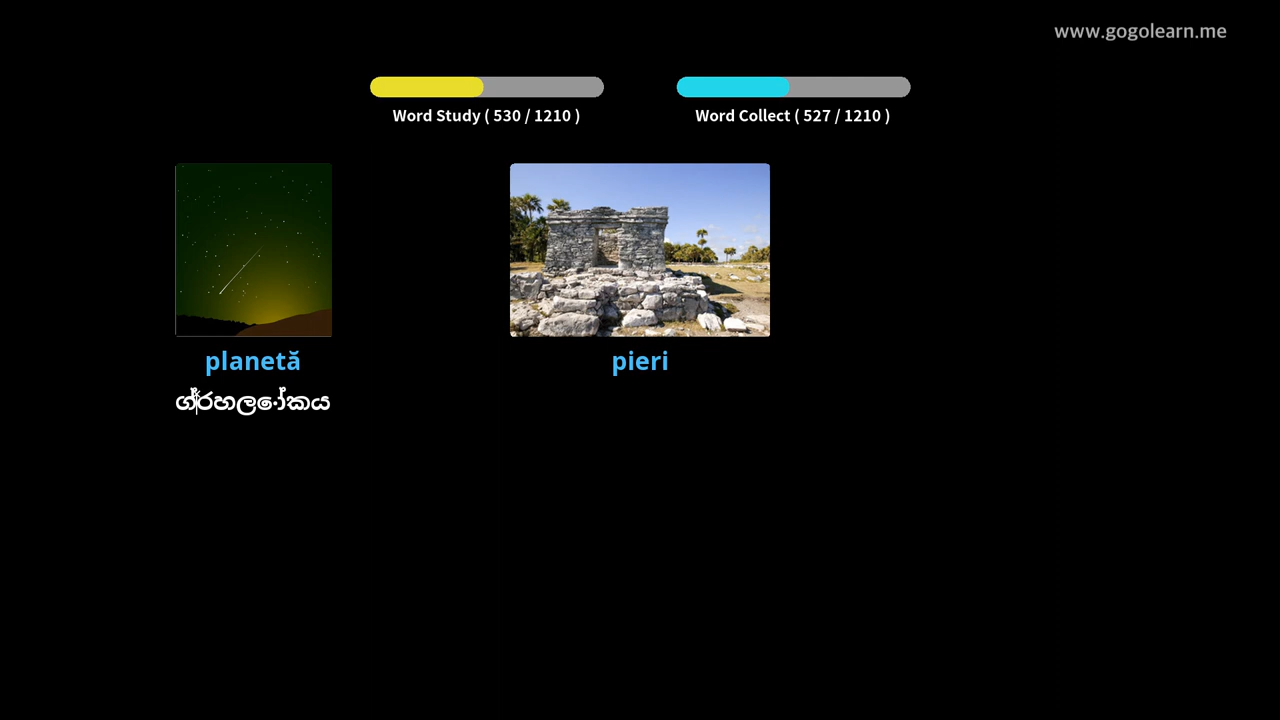 www.gogolearn.me
Word Study ( 530 / 1210 )
Word Collect ( 527 / 1210 )
planetă
pieri
ග්‍රහලෝකය